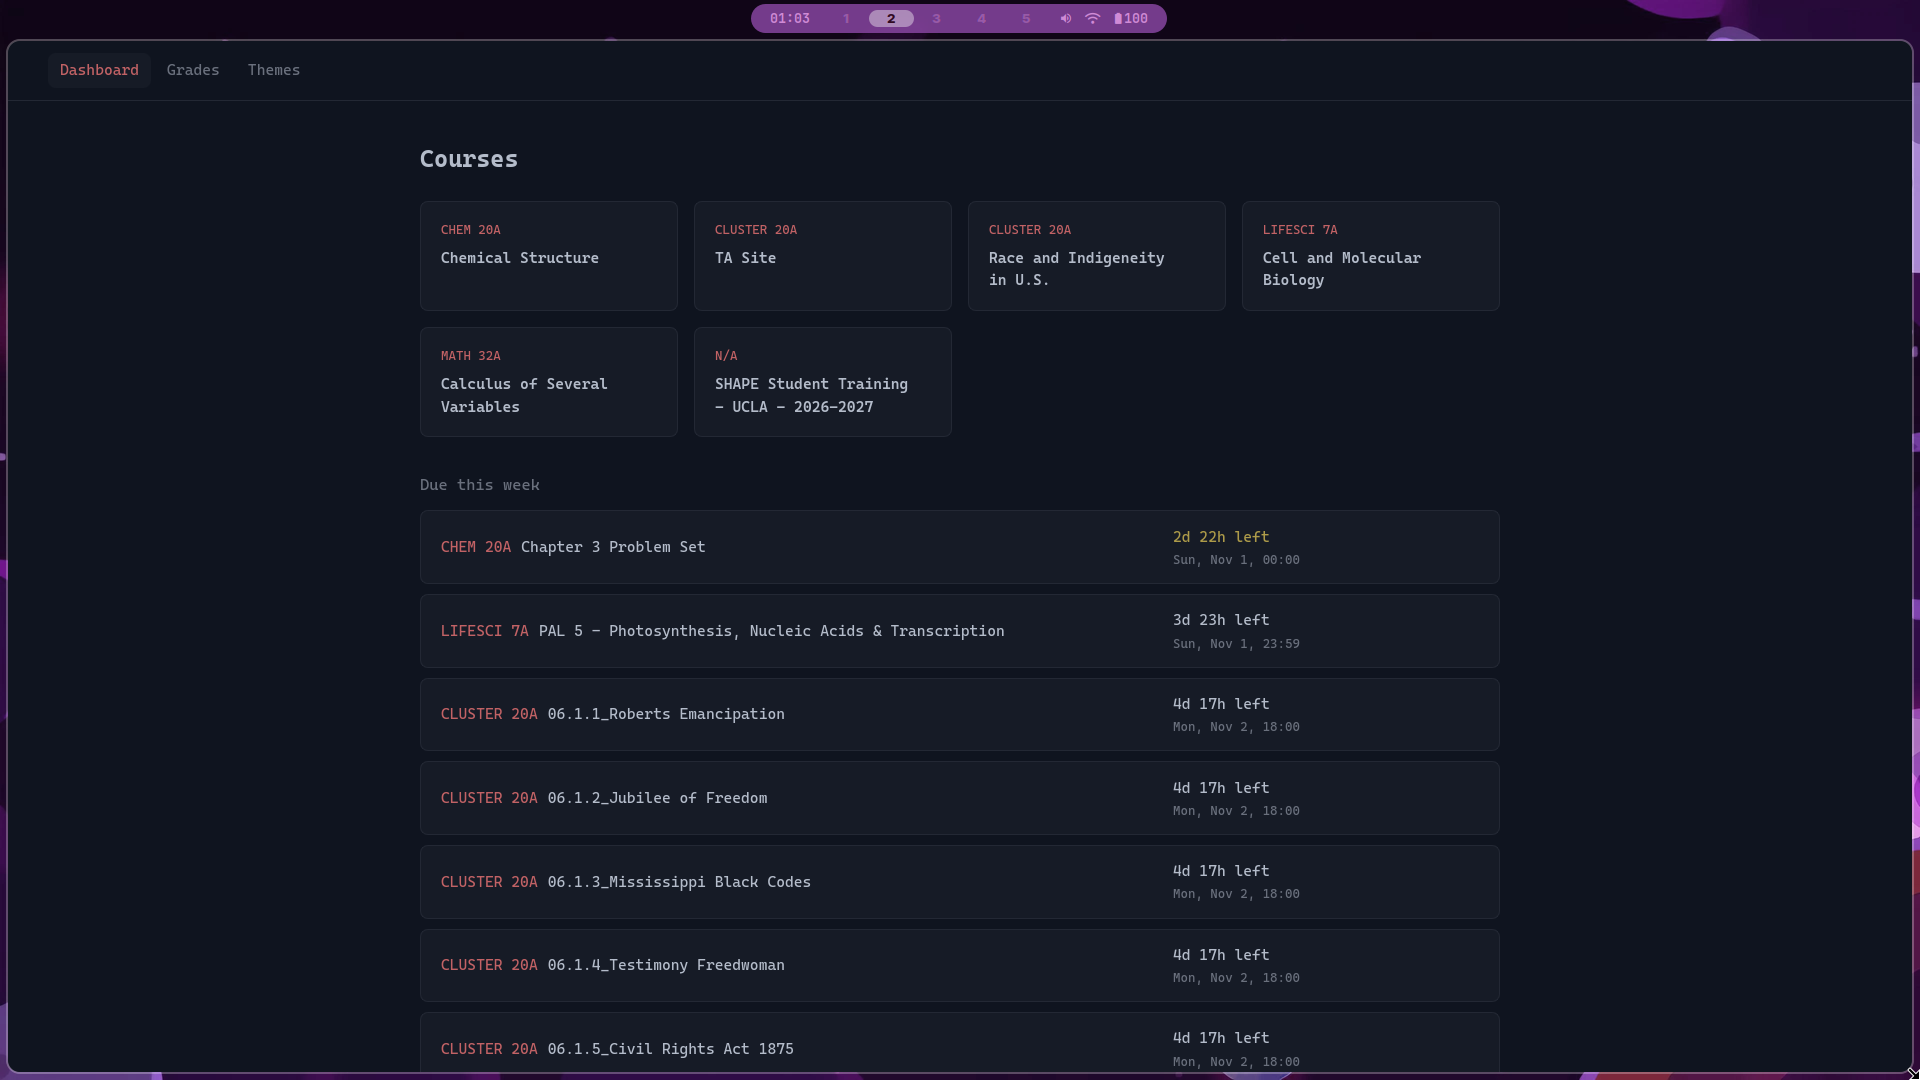 01:03 1 2 3 4 5 100
Dashboard Grades Themes
Courses
CHEM 20A
Chemical Structure
CLUSTER 20A
TA Site
CLUSTER 20A
Race and Indigeneity
in U.S.
LIFESCI 7A
Cell and Molecular
Biology
MATH 32A
Calculus of Several
Variables
N/A
SHAPE Student Training
- UCLA - 2026-2027
Due this week
CHEM 20A Chapter 3 Problem Set
2d 22h left
Sun, Nov 1, 00:00
LIFESCI 7A PAL 5 - Photosynthesis, Nucleic Acids & Transcription
3d 23h left
Sun, Nov 1, 23:59
CLUSTER 20A 06.1.1_Roberts Emancipation
4d 17h left
Mon, Nov 2, 18:00
CLUSTER 20A 06.1.2_Jubilee of Freedom
4d 17h left
Mon, Nov 2, 18:00
CLUSTER 20A 06.1.3_Mississippi Black Codes
4d 17h left
Mon, Nov 2, 18:00
CLUSTER 20A 06.1.4_Testimony Freedwoman
4d 17h left
Mon, Nov 2, 18:00
CLUSTER 20A 06.1.5_Civil Rights Act 1875
4d 17h left
Mon, Nov 2, 18:00